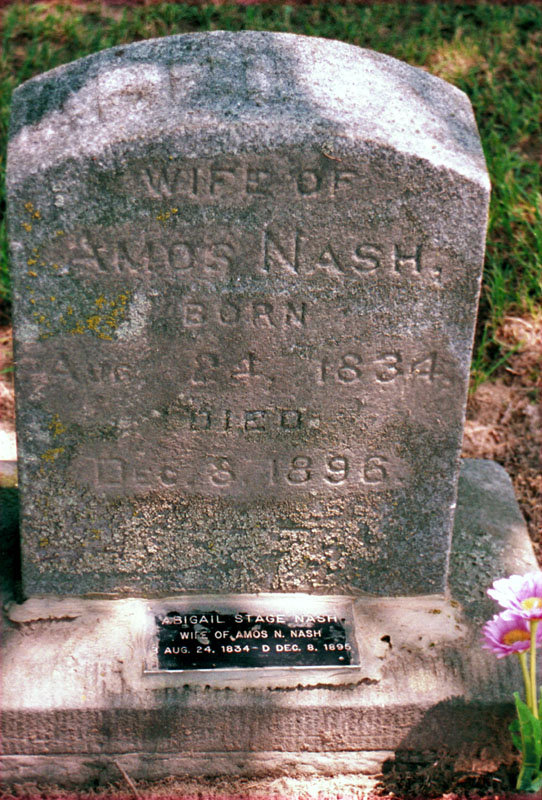 WIFE OF
AMOS NASH,
BORN
AUG. 24, 1834
DIED
DEC. 8, 1896.
ABIGAIL STAGE NASH
WIFE OF AMOS N. NASH
B AUG. 24, 1834 - D DEC. 8, 1895